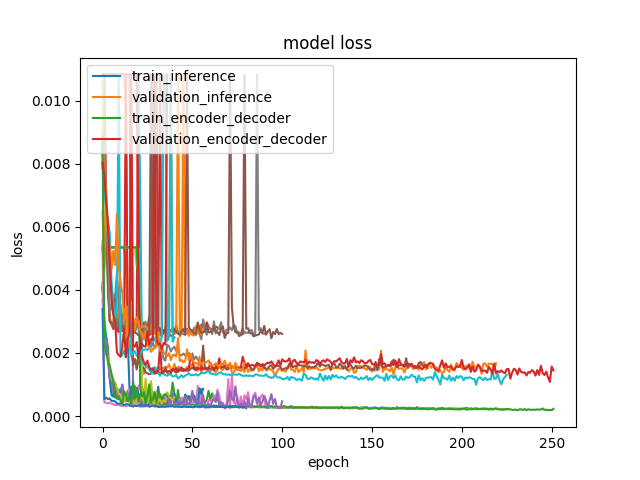 model loss
train_inference
validation_inference
train_encoder_decoder
validation_encoder_decoder
loss
0.010
0.008
0.006
0.004
0.002
0.000
0
50
100
150
200
250
epoch